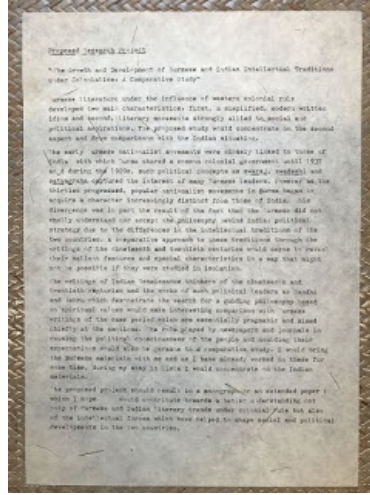 Proposed Research Project
"The Growth and Development of Burmese and Indian Intellectual Traditions
under Colonialism: A Comparative Study"
Burmese literature under the influence of western colonial rule
developed two main characteristics: first, a simplified, modern written
idiom and second, literary movements strongly allied to social and
political aspirations. The proposed study would concentrate on the second
aspect and draw comparisons with the Indian situation.
The early Burmese nationalist movements were closely linked to those of
India with which Burma shared a common colonial government until 1937
and during the 1920s, such political concepts as swaraj, swadeshi and
satyagraha captured the interest of many Burmese leaders. However as the
thirties progressed, popular nationalist movements in Burma began to
acquire a character increasingly distinct from those of India. This
divergence was in part the result of the fact that the Burmese did not
wholly understand nor accept the philosophy behind Indian political
strategy due to the differences in the intellectual traditions of the
two countries. A comparative approach to these traditions through the
writings of the nineteenth and twentieth centuries would serve to reveal
their salient features and special characteristics in a way that might
not be possible if they were studied in isolation.
The writings of Indian renaissance thinkers of the nineteenth and
twentieth centuries and the works of such political leaders as Gandhi
and Nehru which demonstrate the search for a guiding philosophy based
on spiritual values would make interesting comparisons with Burmese
writings of the same period which are essentially pragmatic and aimed
chiefly at the emotions. The role played by newspapers and journals in
rousing the political consciousness of the people and moulding their
expectations could also be germane to a comparative study. I would bring
the Burmese materials with me and as I have already worked on these for
some time, during my stay in Simla I would concentrate on the Indian
materials.
The proposed project should result in a monograph or an extended paper
which I hope would contribute towards a better understanding not
only of Burmese and Indian literary trends under colonial rule but also
of the intellectual forces which have helped to shape social and political
developments in the two countries.